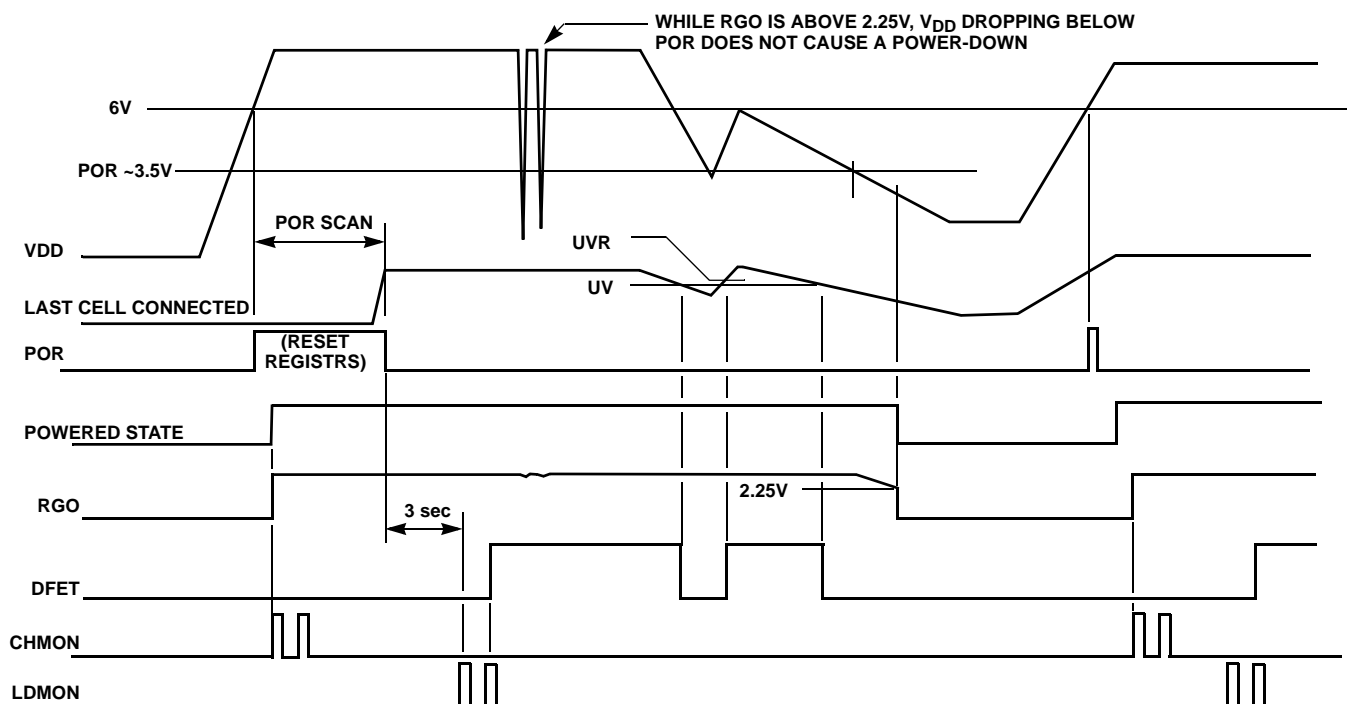 WHILE RGO IS ABOVE 2.25V, VDD DROPPING BELOW
POR DOES NOT CAUSE A POWER-DOWN
6V
POR ~3.5V
POR SCAN
VDD
UVR
UV
LAST CELL CONNECTED
(RESET
REGISTRS)
POR
POWERED STATE
2.25V
RGO
3 sec
DFET
CHMON
LDMON